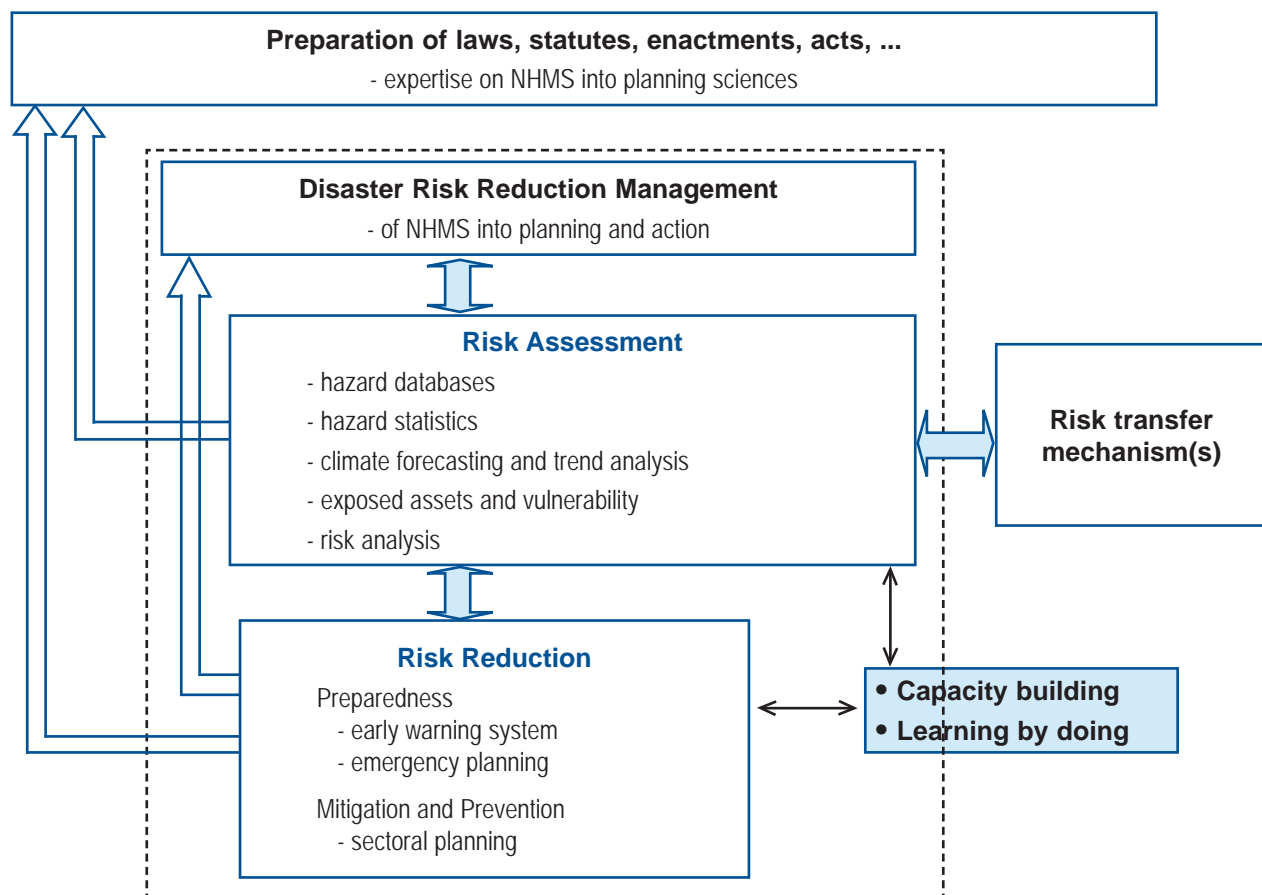 Preparation of laws, statutes, enactments, acts, ...
- expertise on NHMS into planning sciences
Disaster Risk Reduction Management
- of NHMS into planning and action
Risk Assessment
- hazard databases
- hazard statistics
- climate forecasting and trend analysis
- exposed assets and vulnerability
- risk analysis
Risk transfer
mechanism(s)
Risk Reduction
Preparedness
- early warning system
- emergency planning
Mitigation and Prevention
- sectoral planning
• Capacity building
• Learning by doing